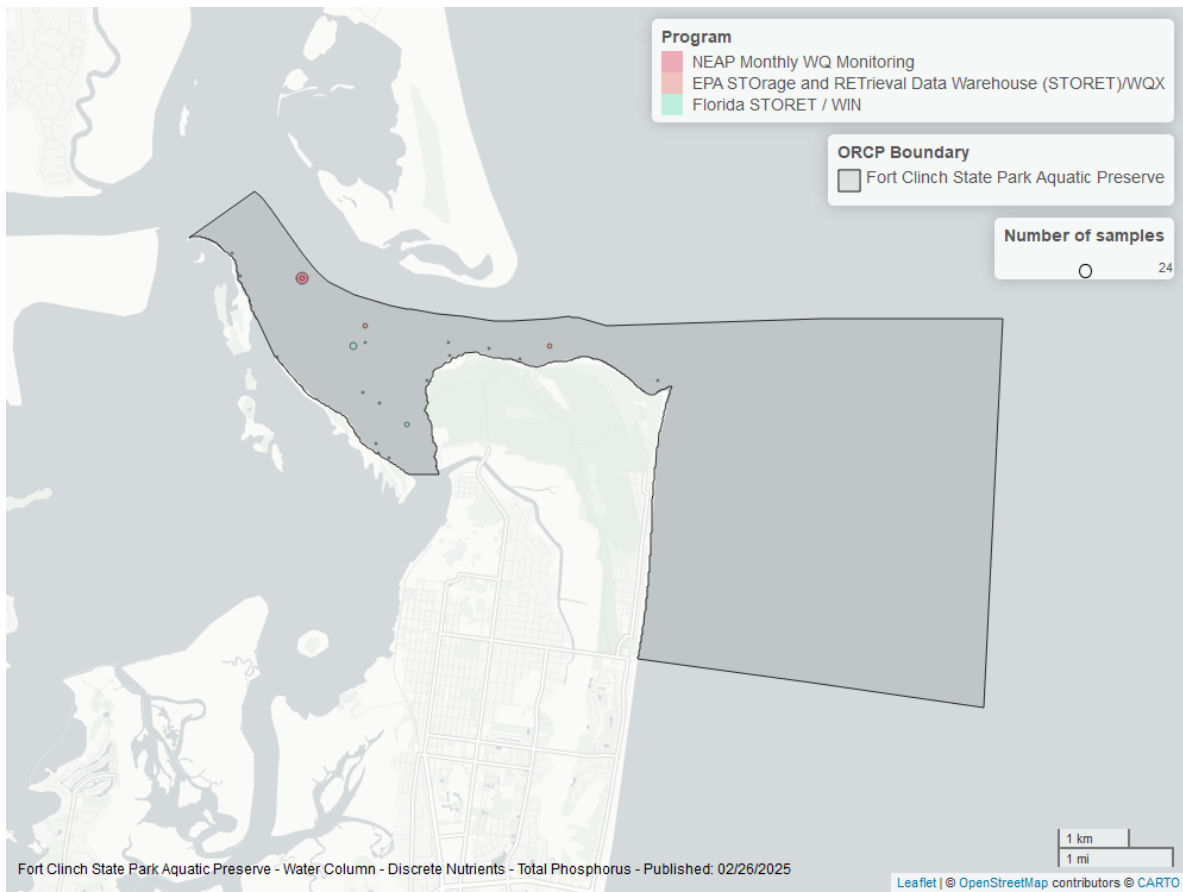 Program
NEAP Monthly WQ Monitoring
EPA STOrage and RETrieval Data Warehouse (STORET)/WQX
Florida STORET / WIN
ORCP Boundary
Fort Clinch State Park Aquatic Preserve
Number of samples
24
1 km
1 mi
Fort Clinch State Park Aquatic Preserve - Water Column - Discrete Nutrients - Total Phosphorus - Published: 02/26/2025
Leaflet | © OpenStreetMap contributors © CARTO